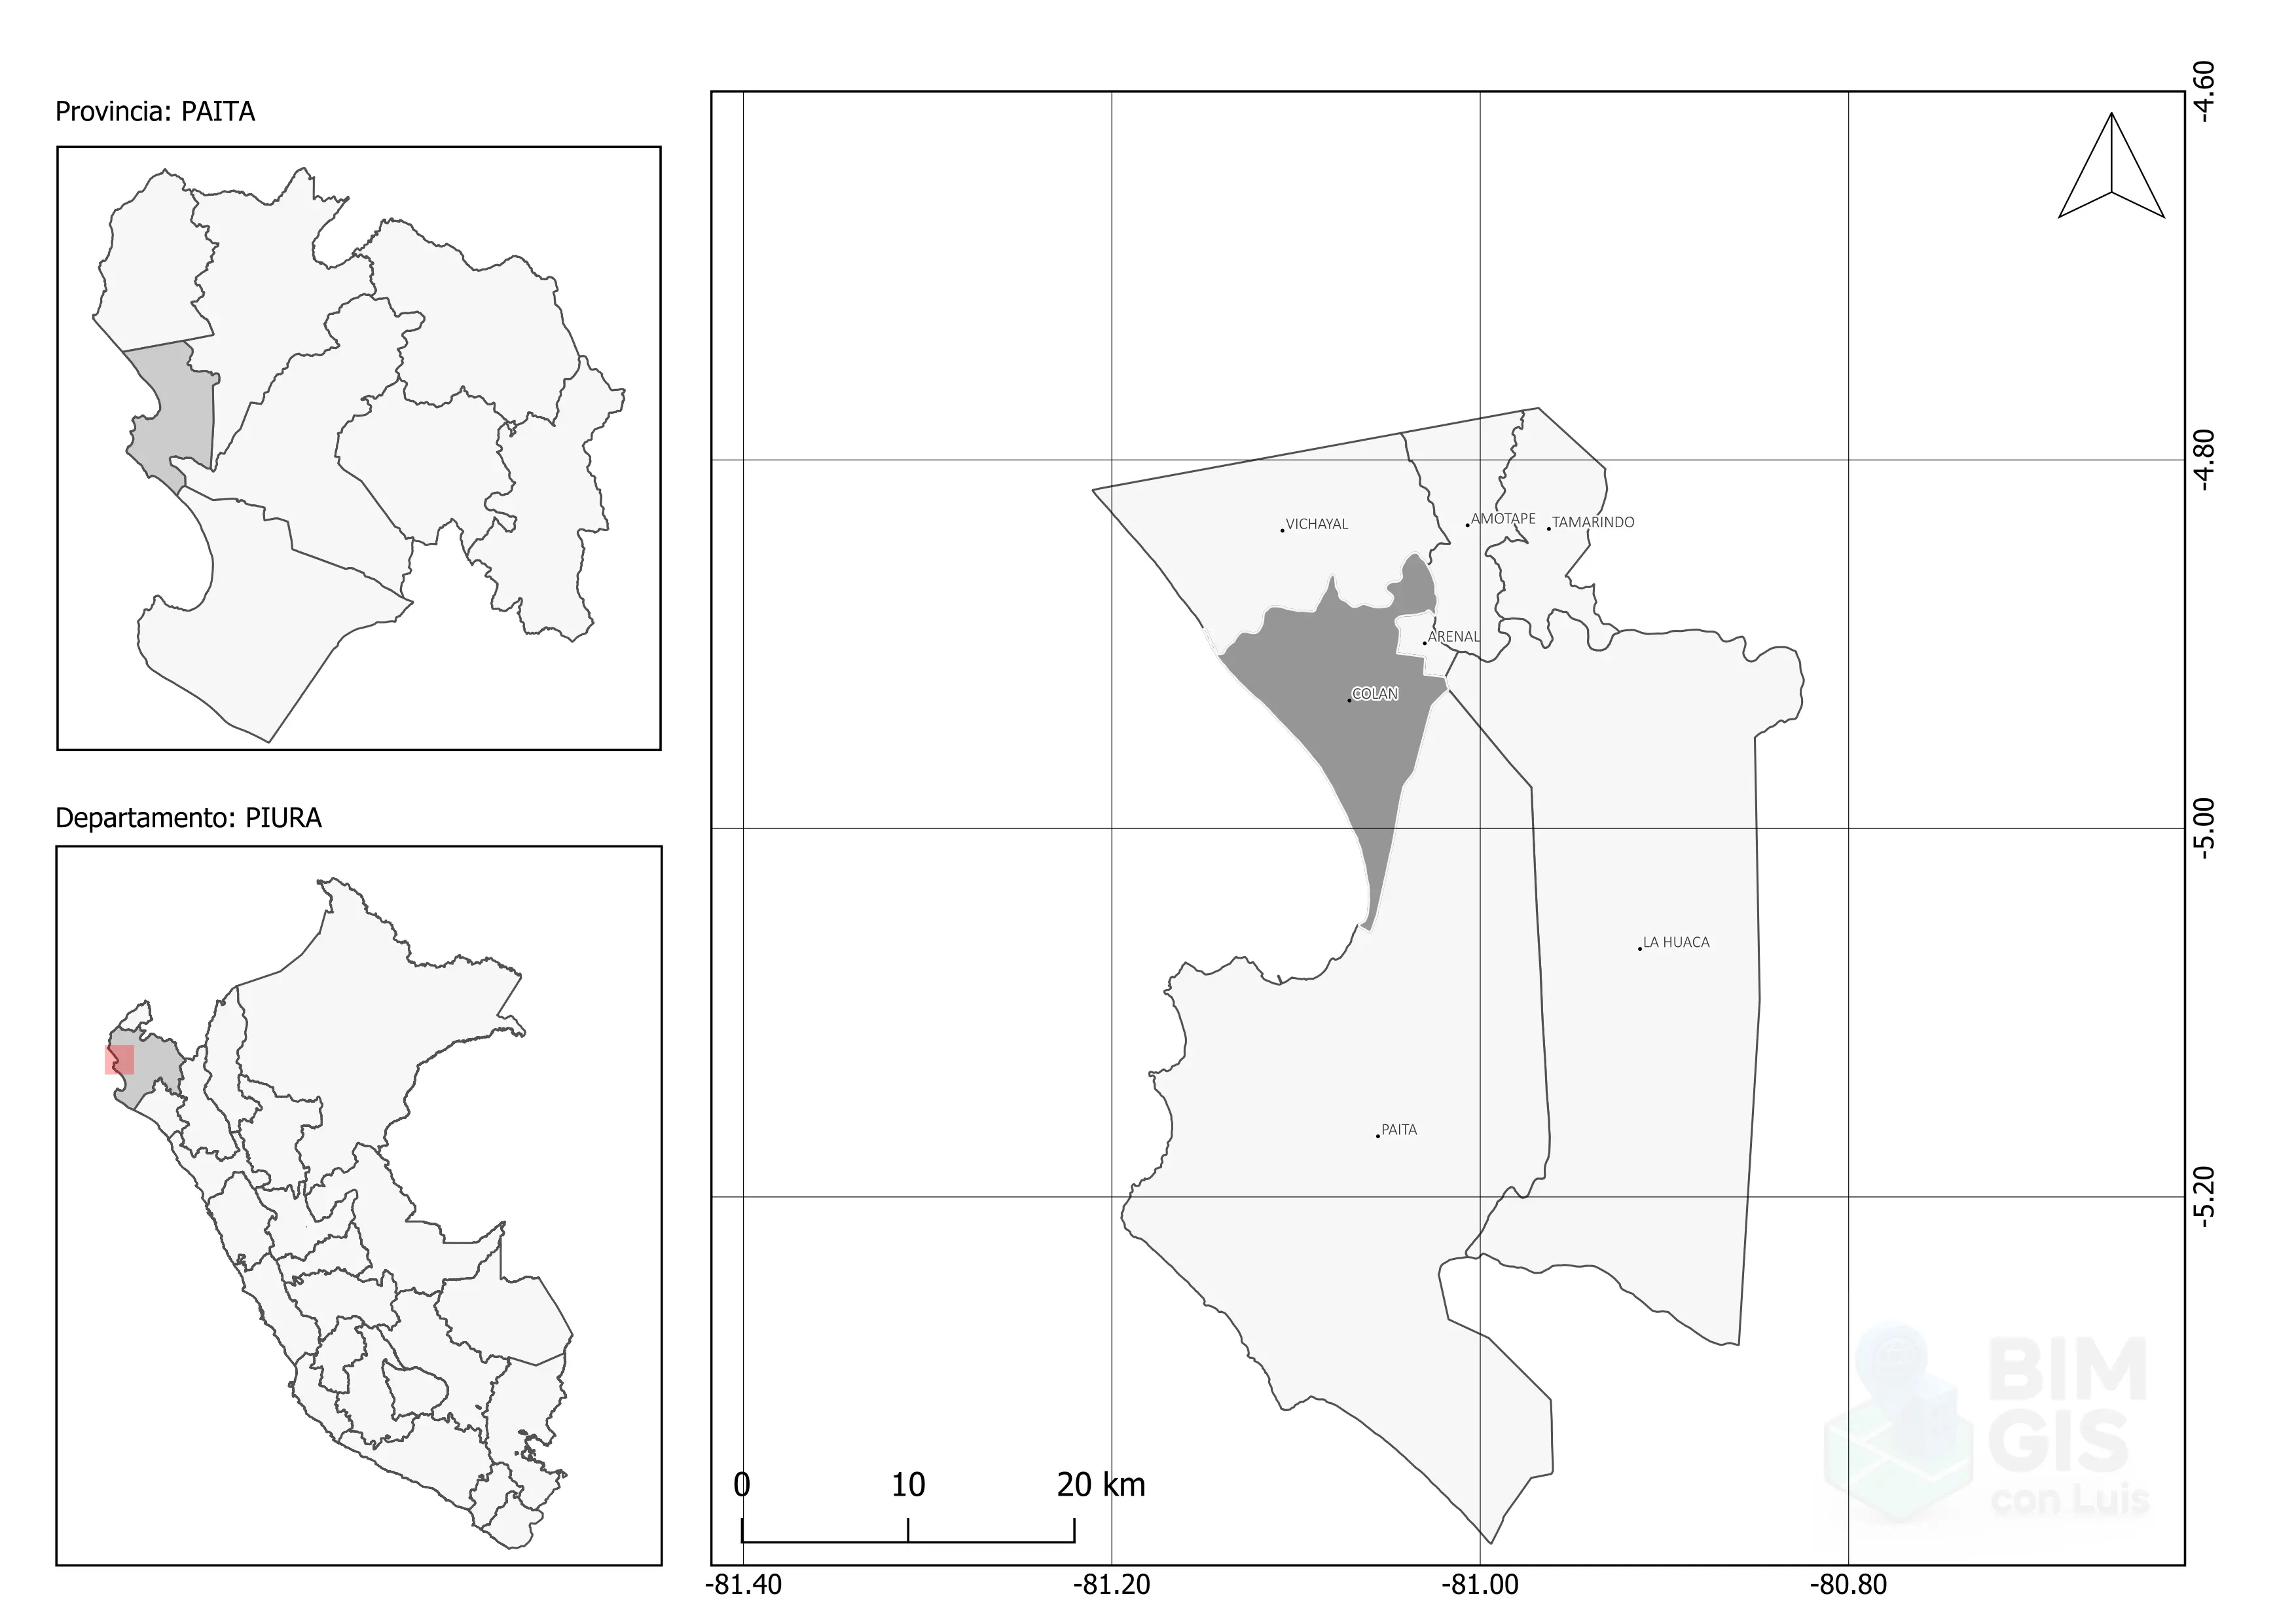 Provincia: PAITA
Departamento: PIURA
VICHAYAL
AMOTAPE
TAMARINDO
ARENAL
COLAN
LA HUACA
PAITA
-4.60
-4.80
-5.00
-5.20
0 10 20 km
-81.40 -81.20 -81.00 -80.80
BIM
GIS
con Luis